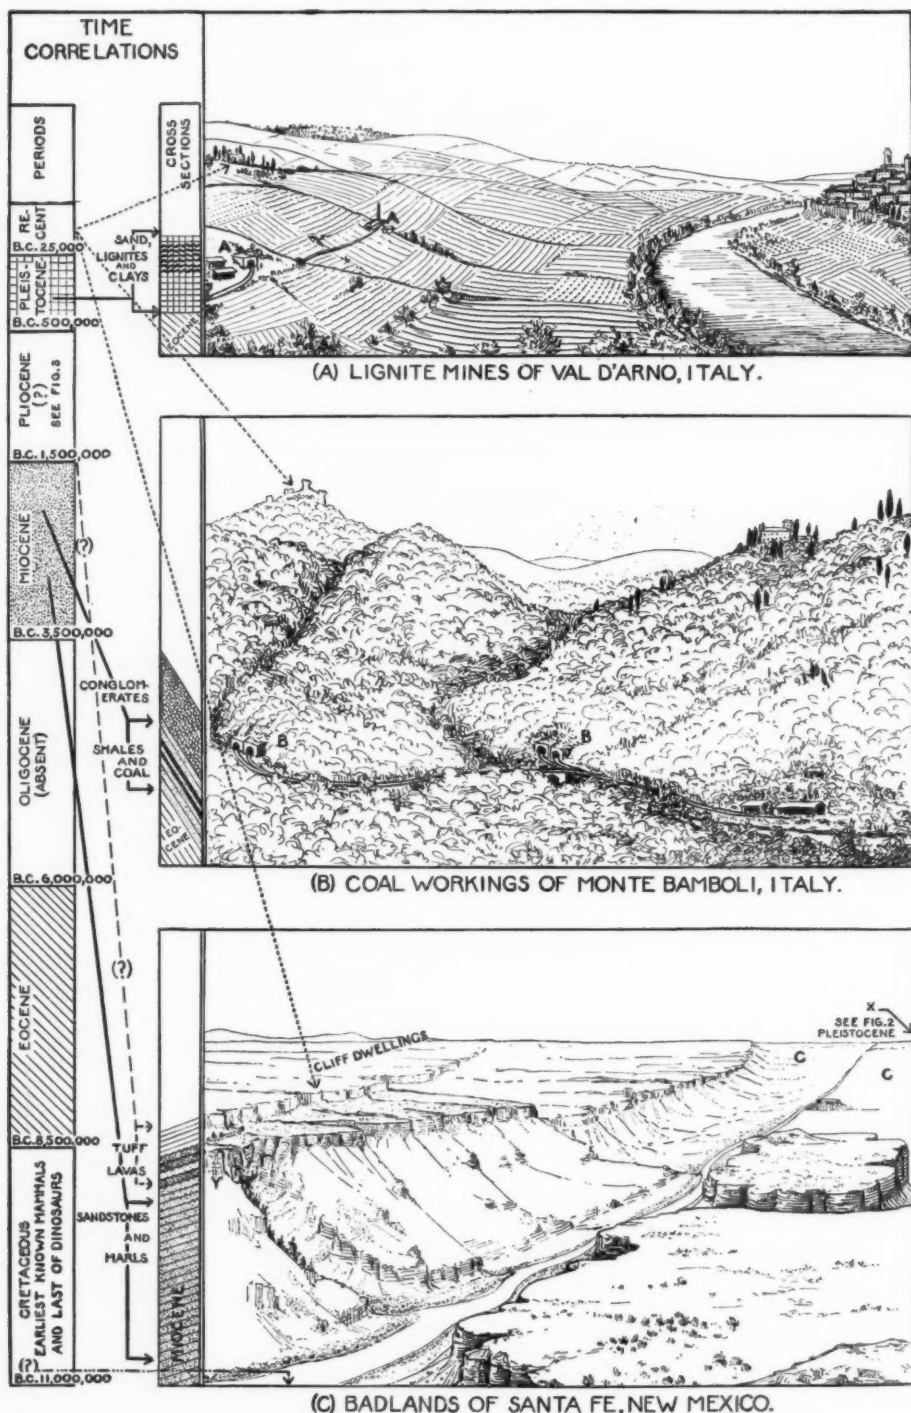 TIME
CORRELATIONS
PERIODS
CROSS
SECTIONS
RE-
CENT
B.C. 25,000
PLEIS-
TOCENE
B.C. 500,000
SAND,
LIGNITES
AND
CLAYS
EOCENE
A
A
(A) LIGNITE MINES OF VAL D'ARNO, ITALY.
PLIOCENE
(?)
SEE FIG. 3
B.C. 1,500,000
MIOCENE
(?)
B.C. 3,500,000
CONGLOM-
ERATES
SHALES
AND
COAL
EO-
CENE
B
B
(B) COAL WORKINGS OF MONTE BAMBOLI, ITALY.
OLIGOCENE
(ABSENT)
B.C. 6,000,000
EOCENE
(?)
B.C. 8,500,000
TUFF
LAVAS
SANDSTONES
AND
MARLS
MIOCENE
CRETACEOUS
EARLIEST KNOWN MAMMALS
AND LAST OF DINOSAURS
(?)
B.C. 11,000,000
CLIFF DWELLINGS
X
SEE FIG. 2
PLEISTOCENE
C
C
(C) BADLANDS OF SANTA FE, NEW MEXICO.